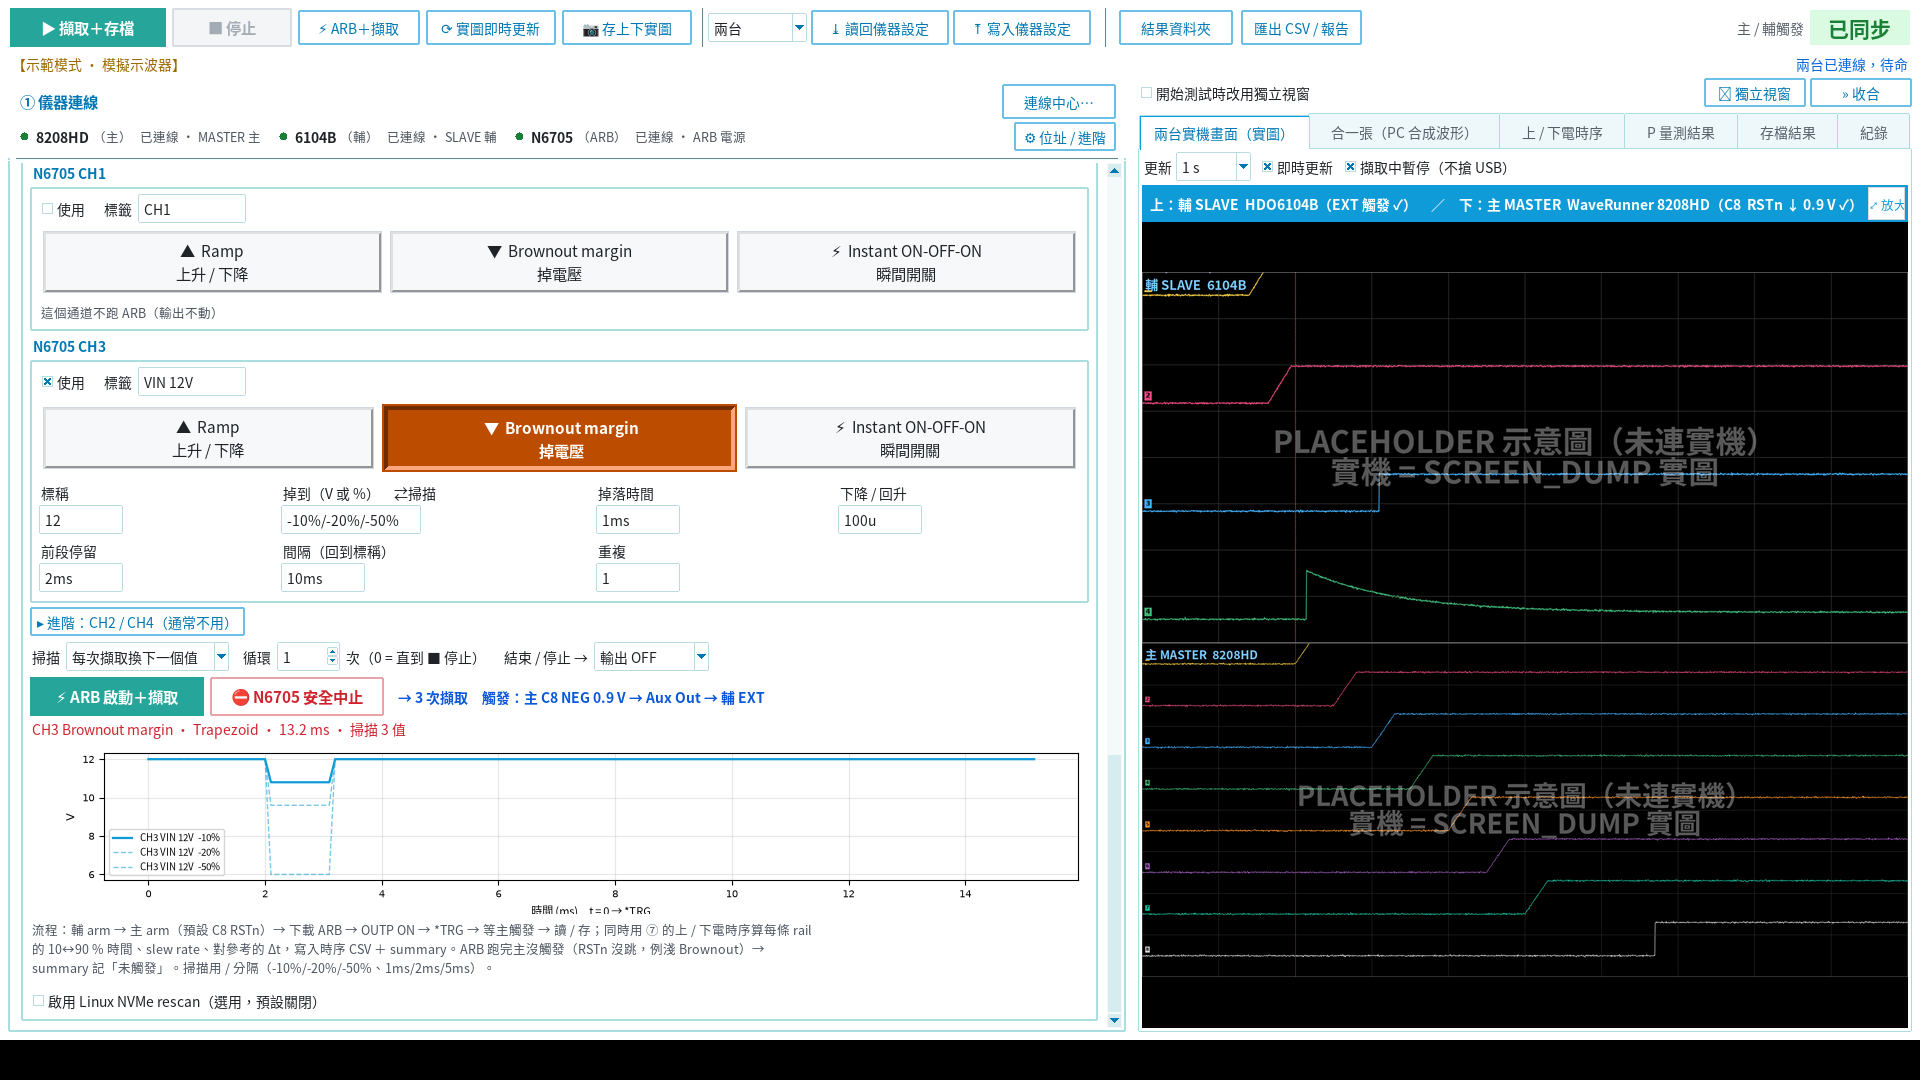 ▶ 擷取＋存檔
■ 停止
⚡ ARB＋擷取
⟳ 實圖即時更新
📷 存上下實圖
兩台
⤓ 讀回儀器設定
⤒ 寫入儀器設定
結果資料夾
匯出 CSV / 報告
主 / 輔觸發
已同步
【示範模式 · 模擬示波器】
兩台已連線，待命
① 儀器連線
連線中心…
8208HD （主） 已連線 · MASTER 主
6104B （輔） 已連線 · SLAVE 輔
N6705 （ARB） 已連線 · ARB 電源
⚙ 位址 / 進階
N6705 CH1
使用 標籤 CH1
▲ Ramp
上升 / 下降
▼ Brownout margin
掉電壓
⚡ Instant ON-OFF-ON
瞬間開關
這個通道不跑 ARB（輸出不動）
N6705 CH3
使用 標籤 VIN 12V
▲ Ramp
上升 / 下降
▼ Brownout margin
掉電壓
⚡ Instant ON-OFF-ON
瞬間開關
標稱 掉到（V 或 %） ⇄掃描 掉落時間 下降 / 回升
12 -10%/-20%/-50% 1ms 100u
前段停留 間隔（回到標稱） 重複
2ms 10ms 1
▸ 進階：CH2 / CH4（通常不用）
掃描 每次擷取換下一個值 循環 1 次（0 = 直到 ■ 停止） 結束 / 停止 → 輸出 OFF
⚡ ARB 啟動＋擷取
⛔ N6705 安全中止
→ 3 次擷取 觸發：主 C8 NEG 0.9 V → Aux Out → 輔 EXT
CH3 Brownout margin · Trapezoid · 13.2 ms · 掃描 3 值
12
10
8
6
V
CH3 VIN 12V -10%
CH3 VIN 12V -20%
CH3 VIN 12V -50%
0 2 4 6 8 10 12 14
時間 (ms) t = 0 → *TRG
流程：輔 arm → 主 arm（預設 C8 RSTn）→ 下載 ARB → OUTP ON → *TRG → 等主觸發 → 讀 / 存；同時用 ⑦ 的上 / 下電時序算每條 rail
的 10↔90 % 時間、slew rate、對參考的 Δt，寫入時序 CSV ＋ summary。ARB 跑完主沒觸發（RSTn 沒跳，例淺 Brownout）→
summary 記「未觸發」。掃描用 / 分隔（-10%/-20%/-50%、1ms/2ms/5ms）。
啟用 Linux NVMe rescan（選用，預設關閉）
開始測試時改用獨立視窗
獨立視窗
» 收合
兩台實機畫面（實圖）
合一張（PC 合成波形）
上 / 下電時序
P 量測結果
存檔結果
紀錄
更新 1 s 即時更新 擷取中暫停（不搶 USB）
上：輔 SLAVE HDO6104B（EXT 觸發 ✓） ／ 下：主 MASTER WaveRunner 8208HD（C8 RSTn ↓ 0.9 V ✓）
⤢ 放大
輔 SLAVE 6104B
2
3
4
PLACEHOLDER 示意圖（未連實機）
實機 = SCREEN_DUMP 實圖
主 MASTER 8208HD
PLACEHOLDER 示意圖（未連實機）
實機 = SCREEN_DUMP 實圖